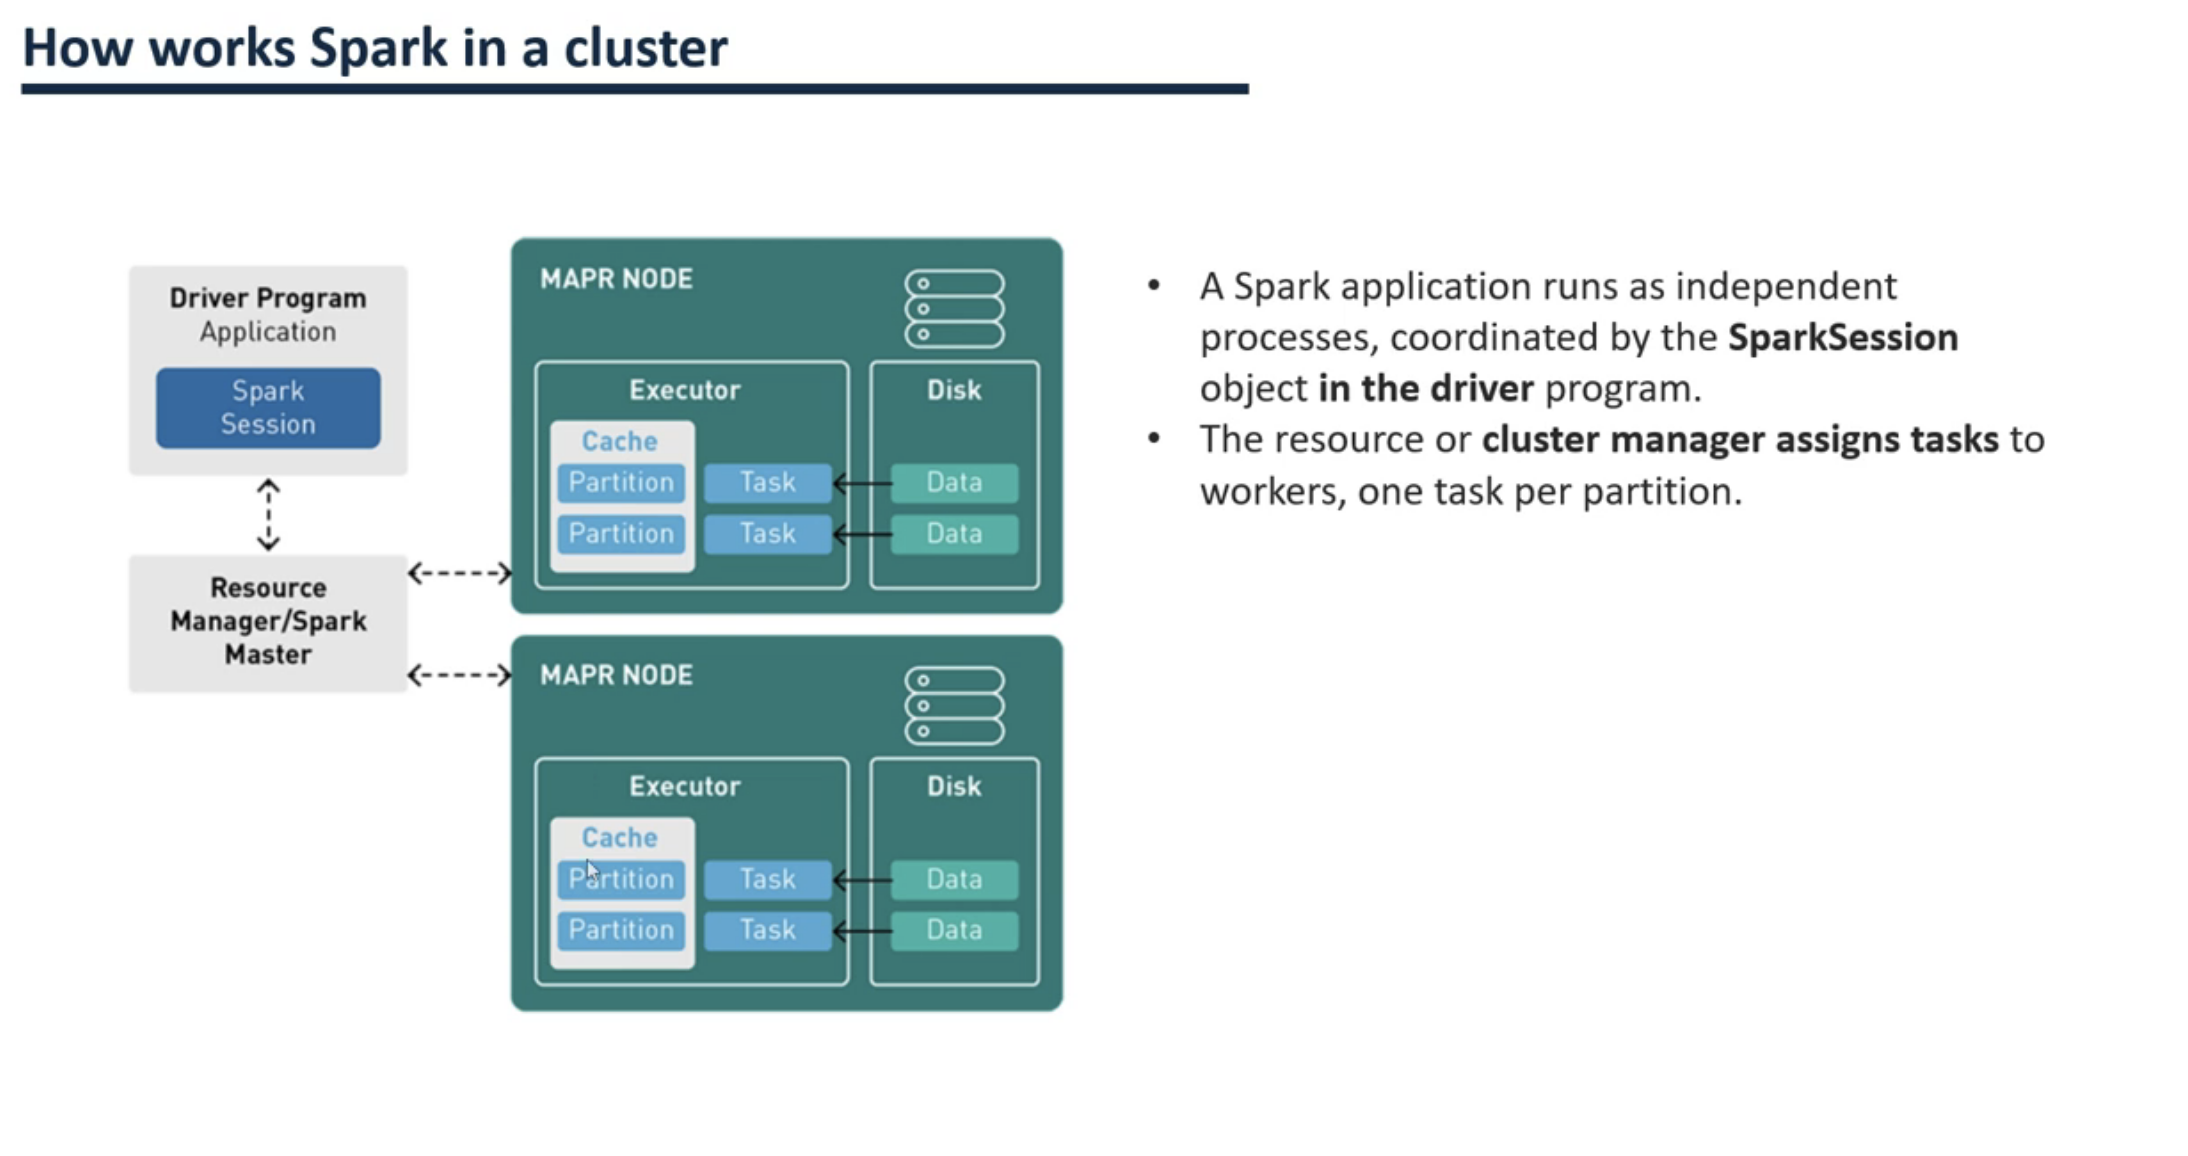 How works Spark in a cluster
Driver Program
Application
Spark
Session
Resource
Manager/Spark
Master
MAPR NODE
Executor
Disk
Cache
Partition
Task
Data
Partition
Task
Data
MAPR NODE
Executor
Disk
Cache
Partition
Task
Data
Partition
Task
Data
• A Spark application runs as independent
processes, coordinated by the SparkSession
object in the driver program.
• The resource or cluster manager assigns tasks to
workers, one task per partition.